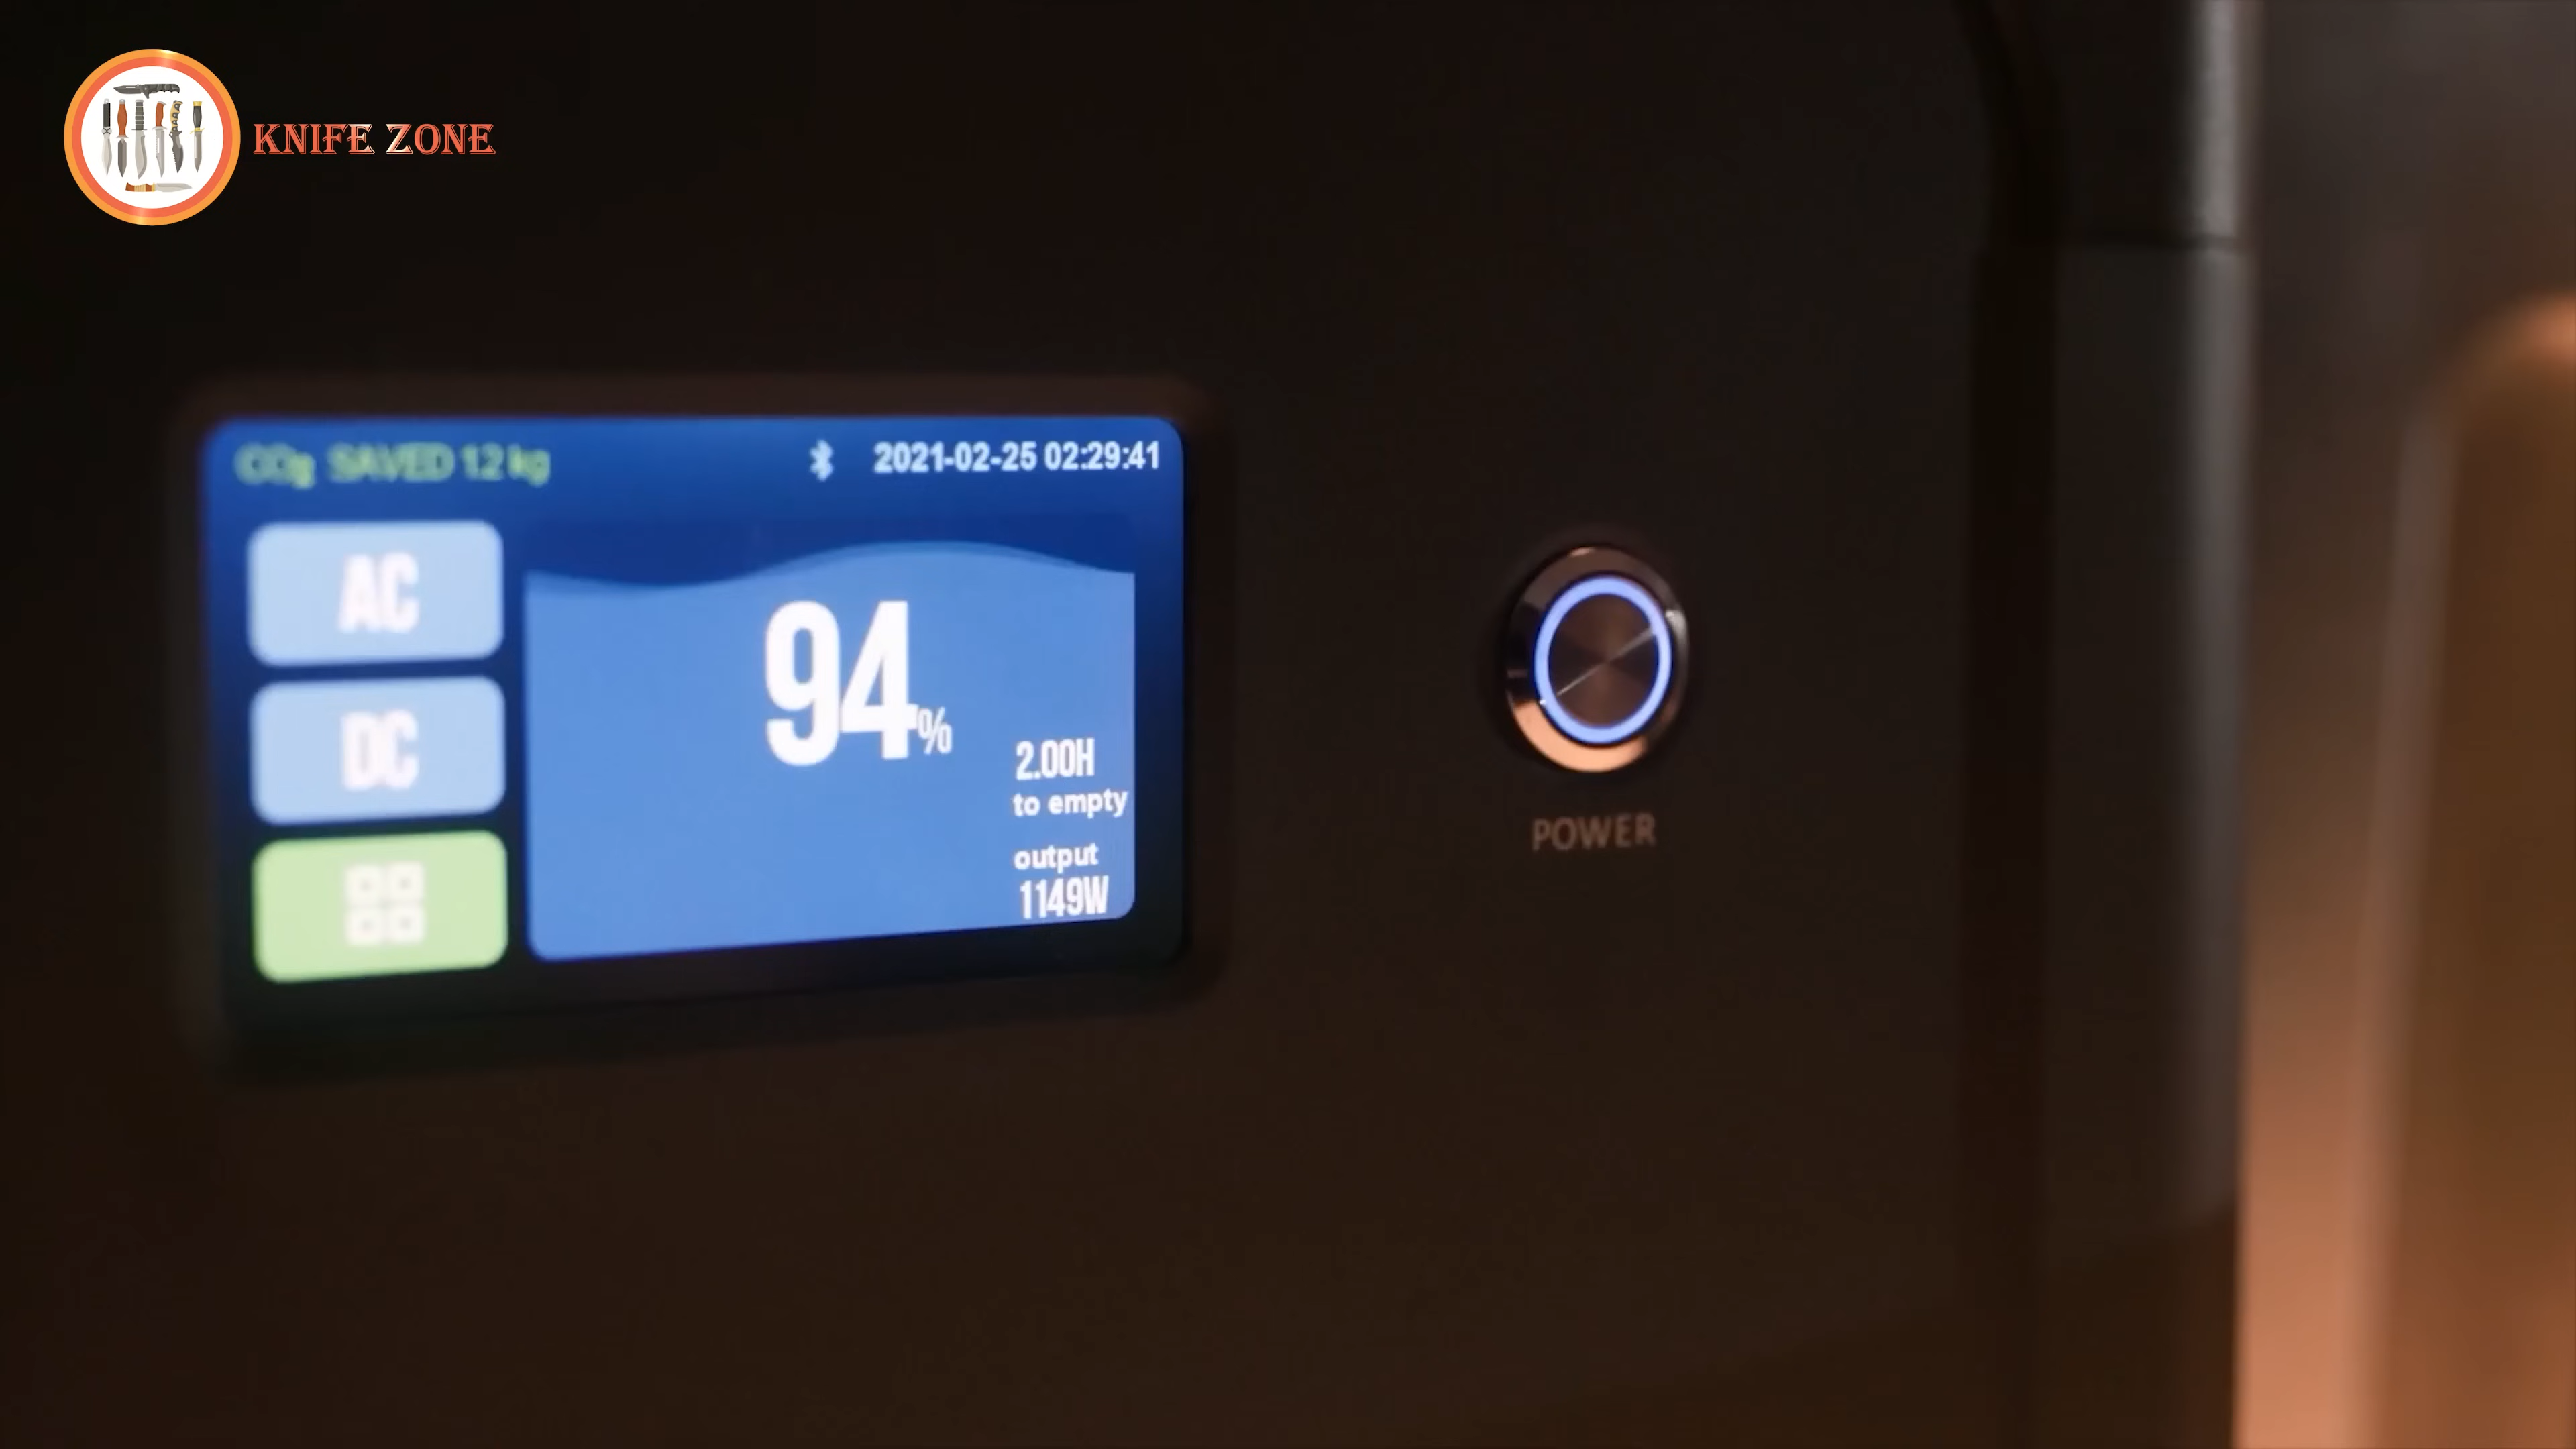 KNIFE ZONE
SAVED 12 kg
2021-02-25 02:29:41
AC
94%
DC
2.00H
to empty
output
1149W
POWER